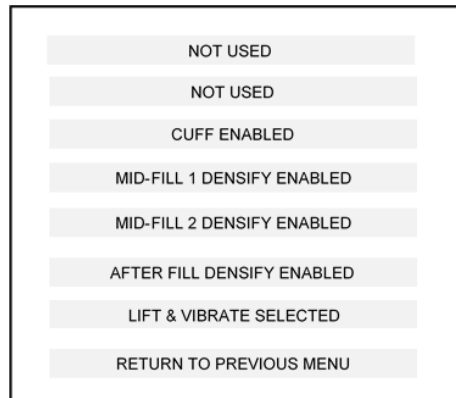 NOT USED
NOT USED
CUFF ENABLED
MID-FILL 1 DENSIFY ENABLED
MID-FILL 2 DENSIFY ENABLED
AFTER FILL DENSIFY ENABLED
LIFT & VIBRATE SELECTED
RETURN TO PREVIOUS MENU